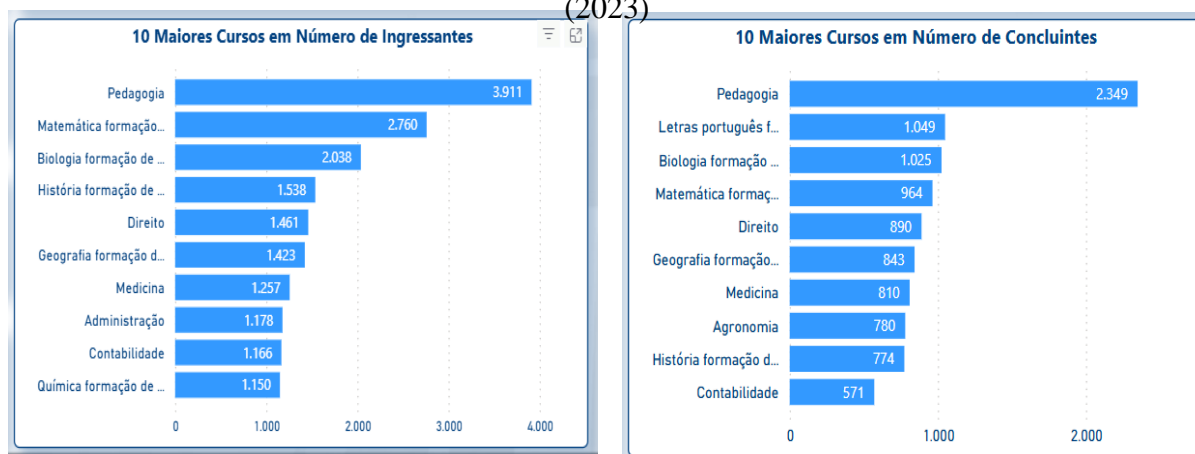 (2023)
10 Maiores Cursos em Número de Ingressantes
Pedagogia 3.911
Matemática formação... 2.760
Biologia formação de ... 2.038
História formação de ... 1.538
Direito 1.461
Geografia formação d... 1.423
Medicina 1.257
Administração 1.178
Contabilidade 1.166
Química formação de ... 1.150
0 1.000 2.000 3.000 4.000
10 Maiores Cursos em Número de Concluintes
Pedagogia 2.349
Letras português f... 1.049
Biologia formação ... 1.025
Matemática formaç... 964
Direito 890
Geografia formação... 843
Medicina 810
Agronomia 780
História formação d... 774
Contabilidade 571
0 1.000 2.000